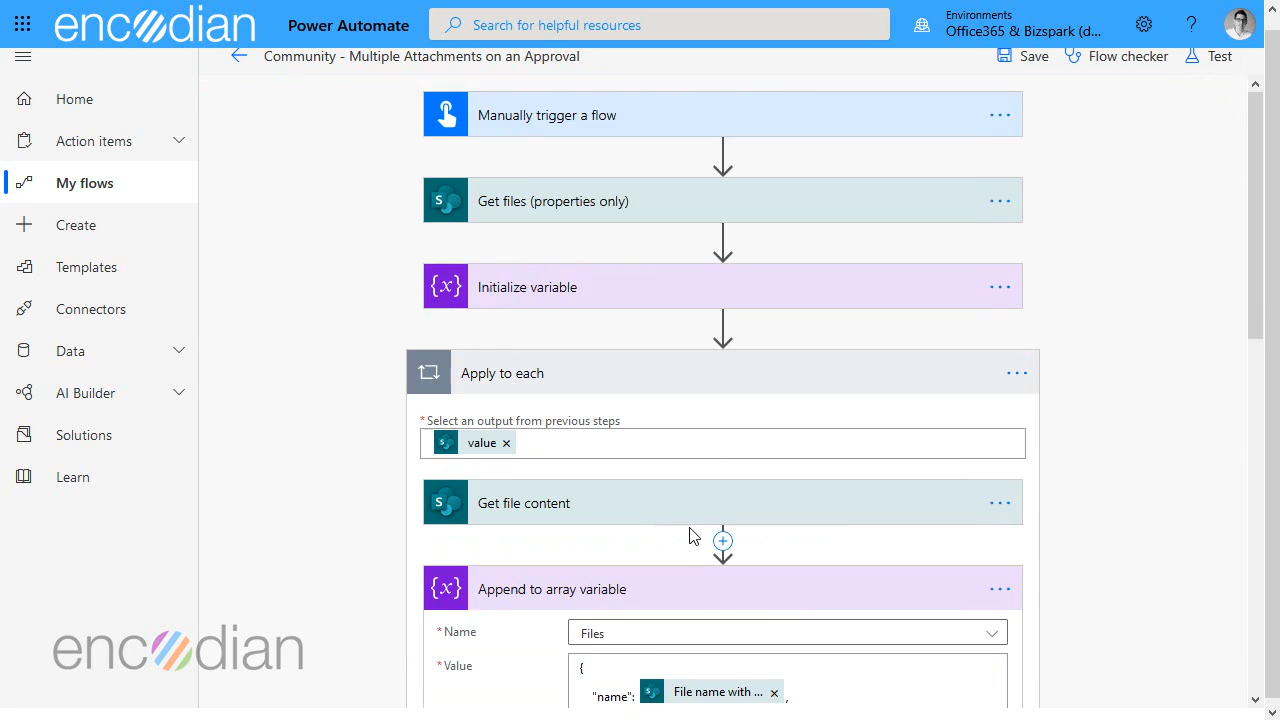 encodian
Power Automate
Search for helpful resources
Environments
Office365 & Bizspark (d...
?
Community - Multiple Attachments on an Approval
Save
Flow checker
Test
Home
Action items
My flows
Create
Templates
Connectors
Data
AI Builder
Solutions
Learn
Manually trigger a flow
S Get files (properties only)
{x} Initialize variable
Apply to each
* Select an output from previous steps
S value ×
S Get file content
{x} Append to array variable
* Name
Files
* Value
{
"name": S File name with ... × ,
encodian